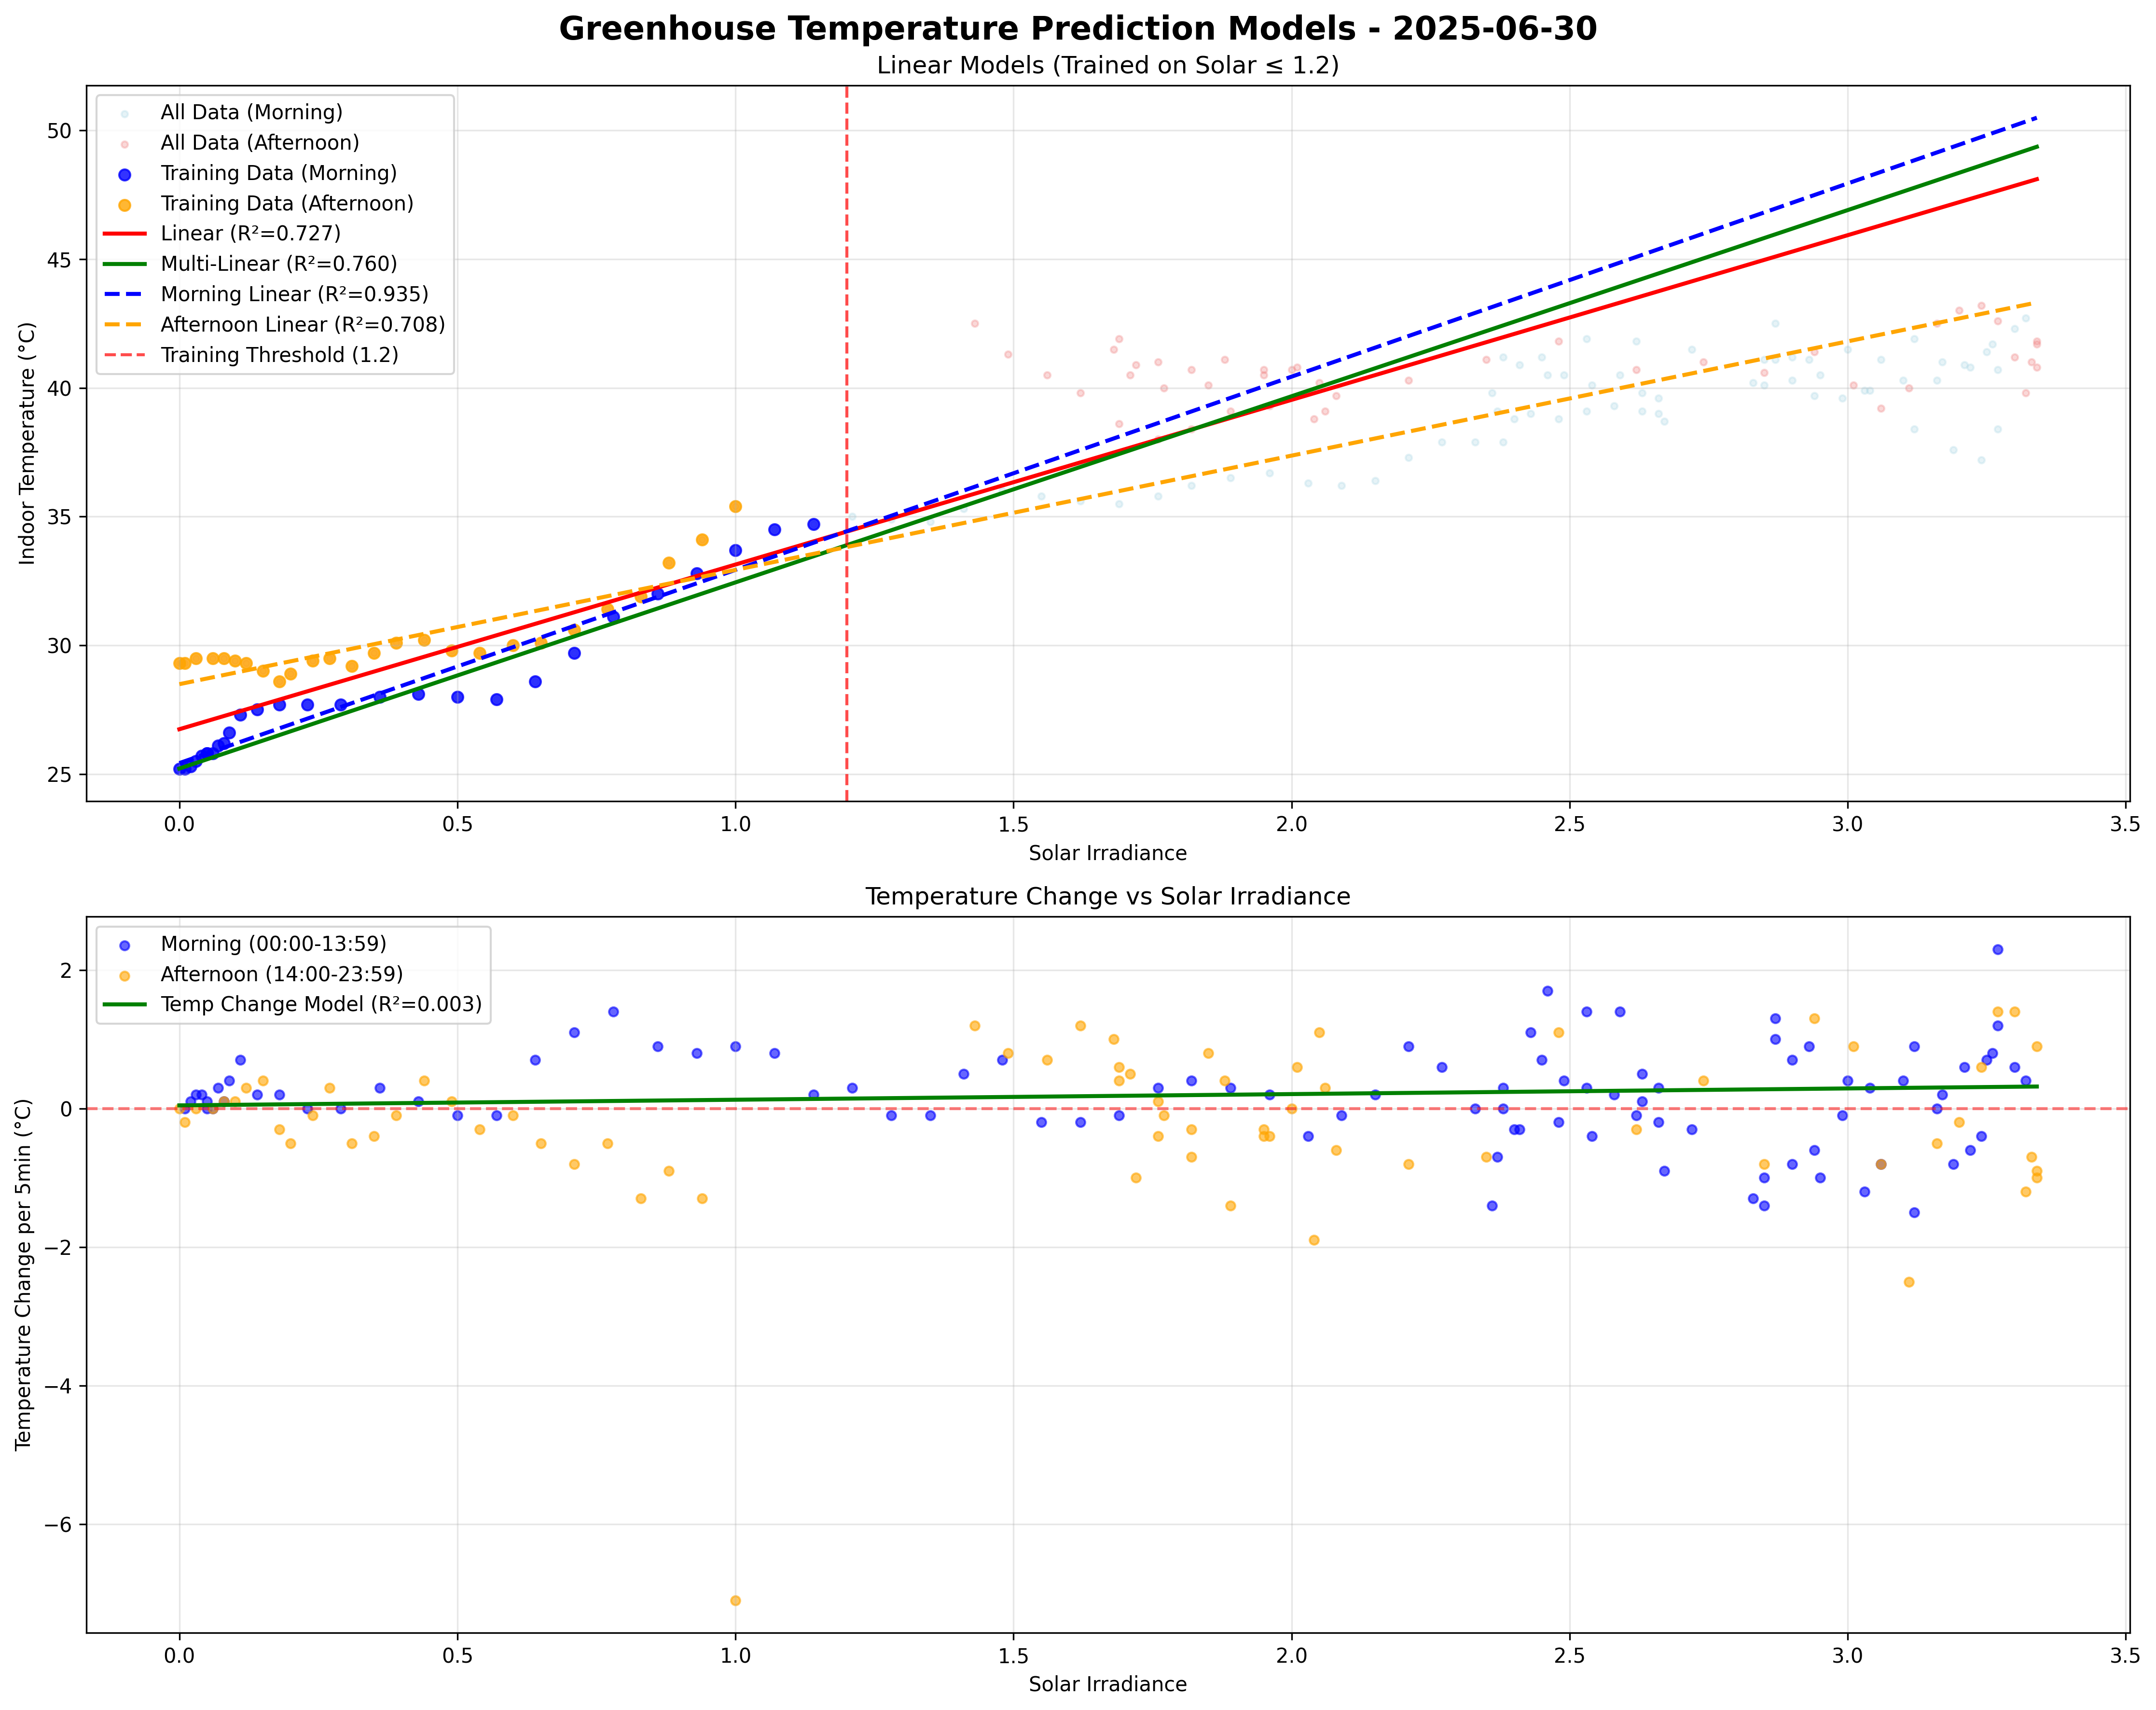 Greenhouse Temperature Prediction Models - 2025-06-30
Linear Models (Trained on Solar ≤ 1.2)
All Data (Morning)
All Data (Afternoon)
Training Data (Morning)
Training Data (Afternoon)
Linear (R²=0.727)
Multi-Linear (R²=0.760)
Morning Linear (R²=0.935)
Afternoon Linear (R²=0.708)
Training Threshold (1.2)
Indoor Temperature (°C)
50
45
40
35
30
25
0.0 0.5 1.0 1.5 2.0 2.5 3.0 3.5
Solar Irradiance
Temperature Change vs Solar Irradiance
Morning (00:00-13:59)
Afternoon (14:00-23:59)
Temp Change Model (R²=0.003)
Temperature Change per 5min (°C)
2
0
−2
−4
−6
0.0 0.5 1.0 1.5 2.0 2.5 3.0 3.5
Solar Irradiance